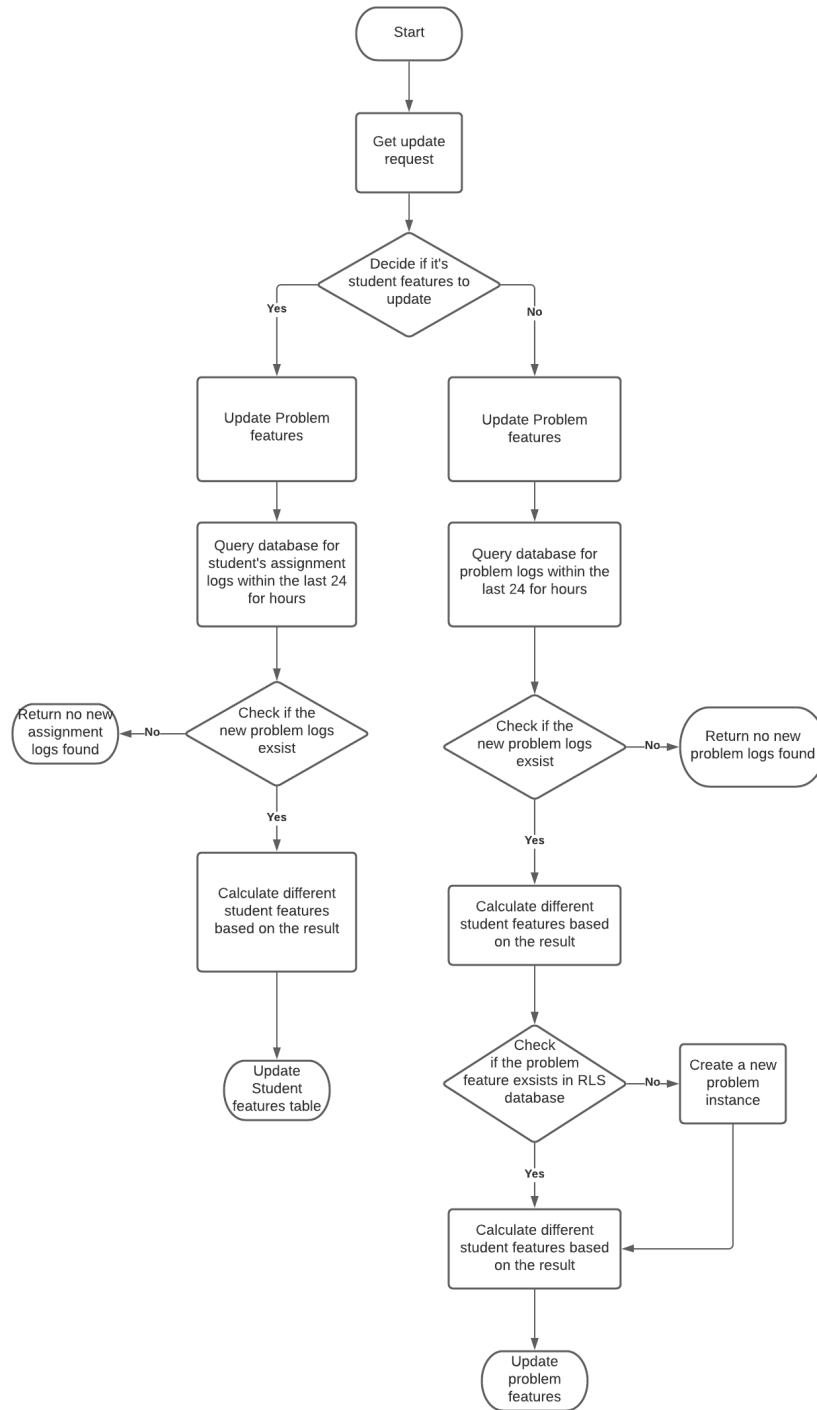 Start
Get update
request
Decide if it's
student features to
update
Yes
No
Update Problem
features
Update Problem
features
Query database for
student's assignment
logs within the last 24
for hours
Query database for
problem logs within the
last 24 for hours
Return no new
assignment
logs found
No
Check if the
new problem logs
exsist
Check if the
new problem logs
exsist
No
Return no new
problem logs found
Yes
Yes
Calculate different
student features
based on the result
Calculate different
student features based
on the result
Update
Student
features table
Check
if the problem
feature exsists in RLS
database
No
Create a new
problem
instance
Yes
Calculate different
student features based
on the result
Update
problem
features